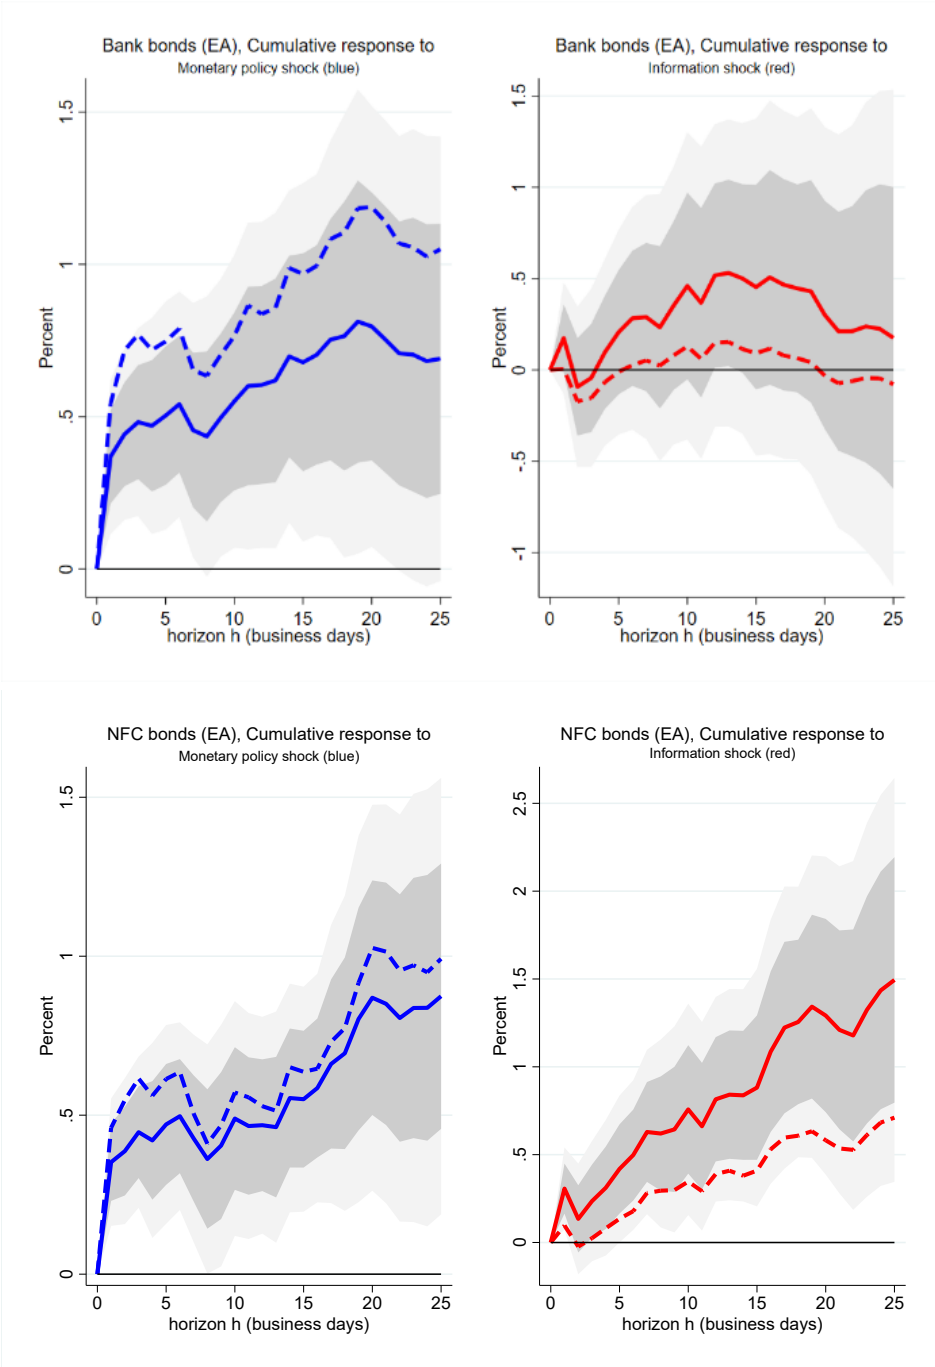 Bank bonds (EA), Cumulative response to
Monetary policy shock (blue)
Percent
0
.5
1
1.5
0 5 10 15 20 25
horizon h (business days)
Bank bonds (EA), Cumulative response to
Information shock (red)
Percent
-1
-.5
0
.5
1
1.5
0 5 10 15 20 25
horizon h (business days)
NFC bonds (EA), Cumulative response to
Monetary policy shock (blue)
Percent
0
.5
1
1.5
0 5 10 15 20 25
horizon h (business days)
NFC bonds (EA), Cumulative response to
Information shock (red)
Percent
0
.5
1
1.5
2
2.5
0 5 10 15 20 25
horizon h (business days)